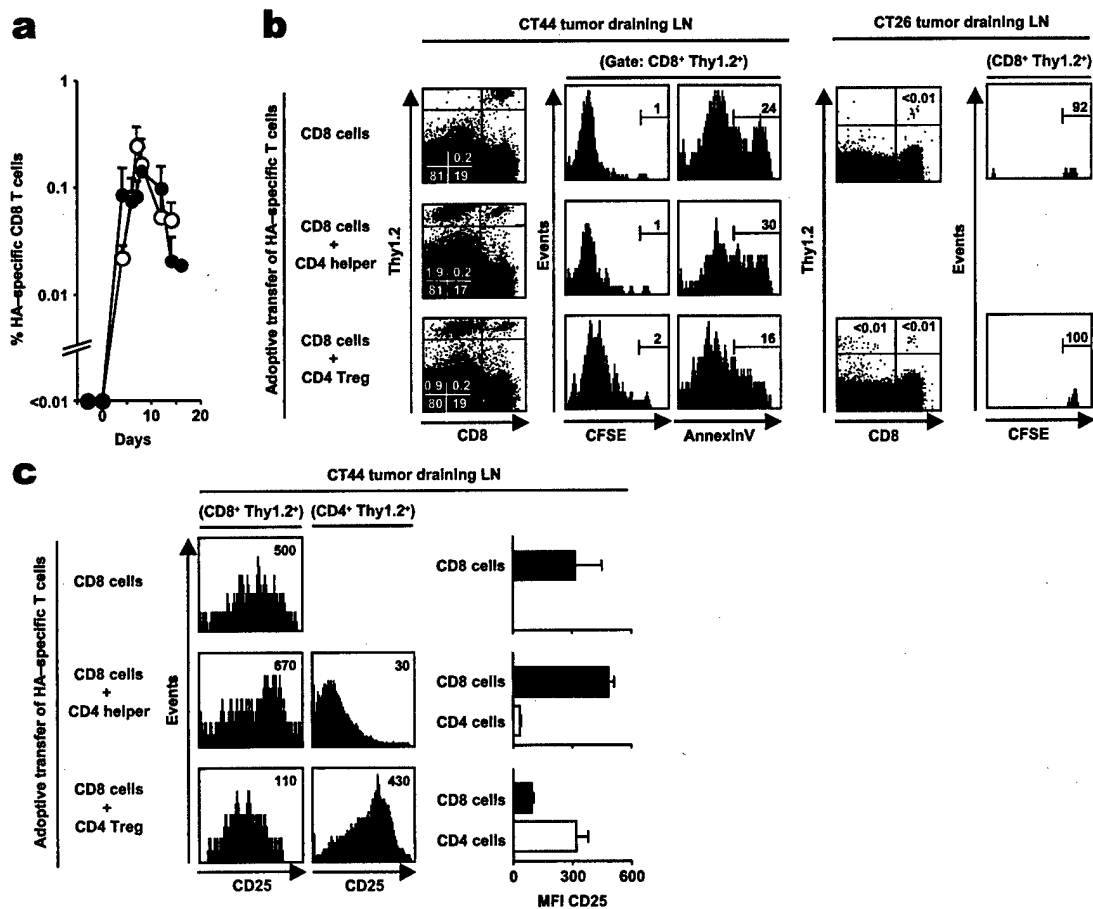 a
1
0.1
0.01
<0.01
0
10
20
Days
% HA–specific CD8 T cells
b
CT44 tumor draining LN
CT26 tumor draining LN
(Gate: CD8⁺ Thy1.2⁺)
(CD8⁺ Thy1.2⁺)
Adoptive transfer of HA–specific T cells
CD8 cells
CD8 cells
+
CD4 helper
CD8 cells
+
CD4 Treg
Thy1.2
Events
Thy1.2
Events
0.2
81 19
1
24
<0.01
92
1 9 0.2
81 17
1
30
0 9 0.2
80 19
2
16
<0.01 <0.01
100
CD8
CFSE
AnnexinV
CD8
CFSE
c
CT44 tumor draining LN
(CD8⁺ Thy1.2⁺)
(CD4⁺ Thy1.2⁺)
Adoptive transfer of HA–specific T cells
Events
CD8 cells
500
CD8 cells
CD8 cells
+
CD4 helper
670
30
CD8 cells
CD4 cells
CD8 cells
+
CD4 Treg
110
430
CD8 cells
CD4 cells
CD25
CD25
0
300
600
MFI CD25